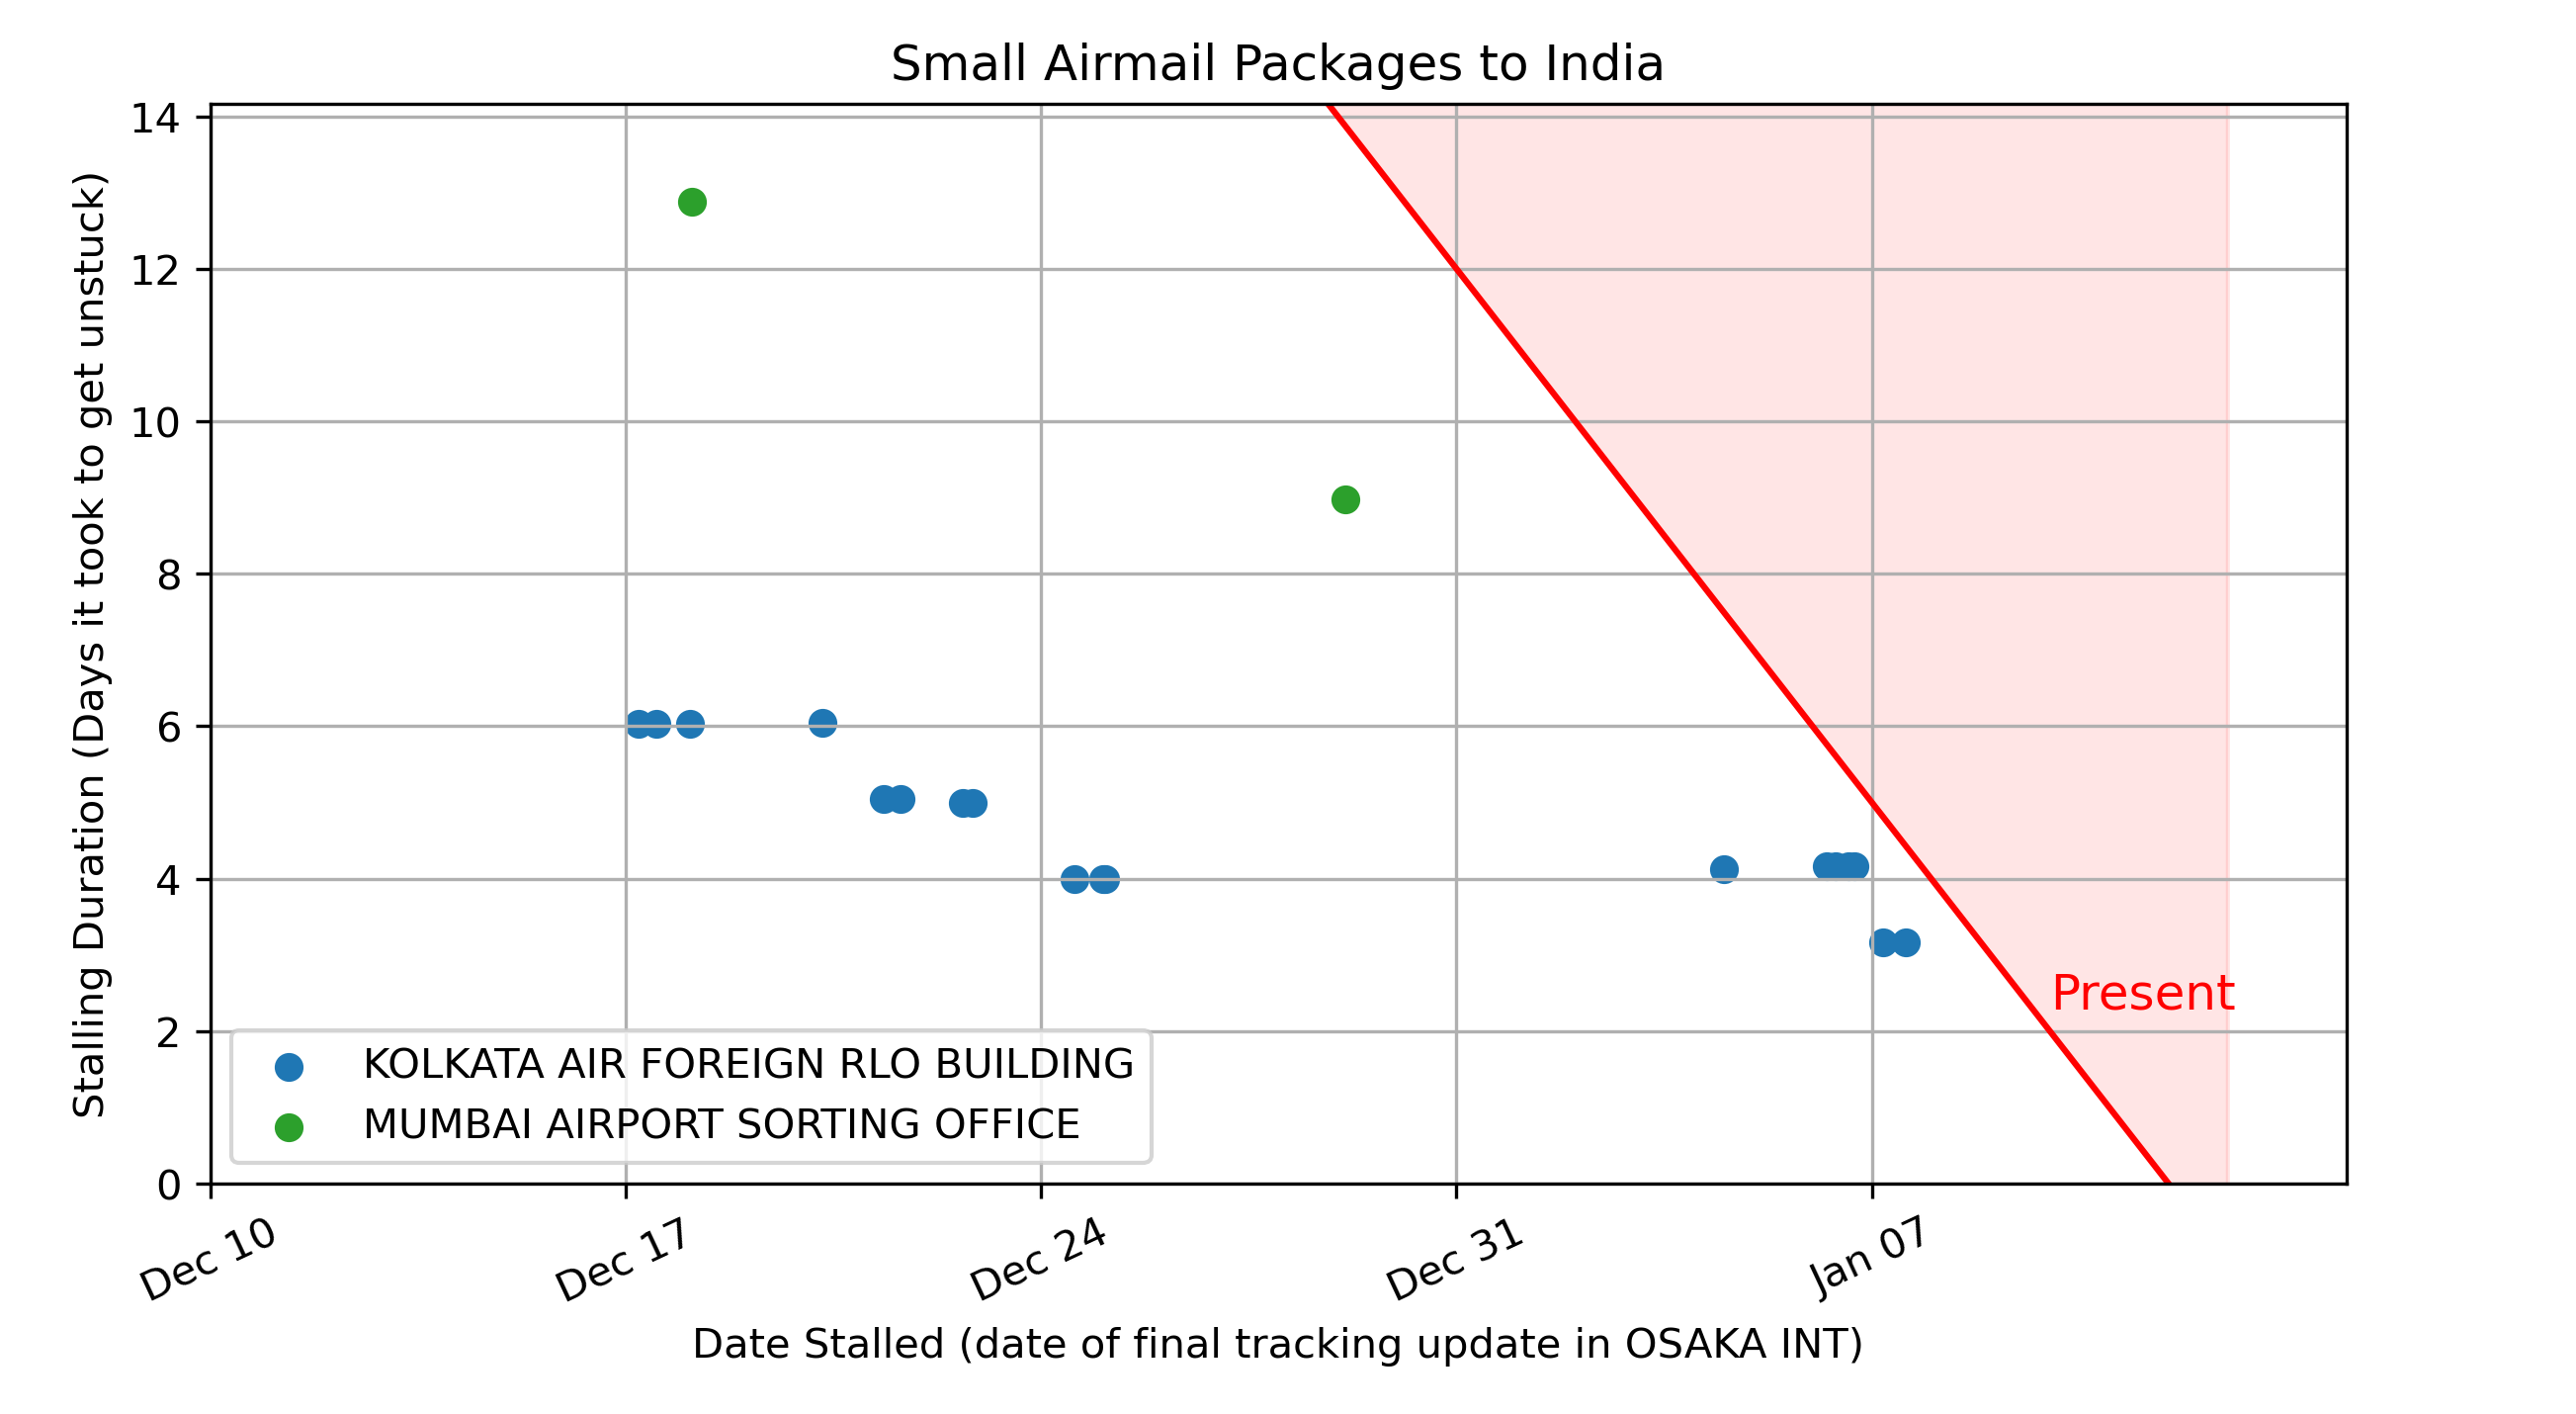 Small Airmail Packages to India
Stalling Duration (Days it took to get unstuck)
14
12
10
8
6
4
2
0
Present
KOLKATA AIR FOREIGN RLO BUILDING
MUMBAI AIRPORT SORTING OFFICE
Dec 10
Dec 17
Dec 24
Dec 31
Jan 07
Date Stalled (date of final tracking update in OSAKA INT)